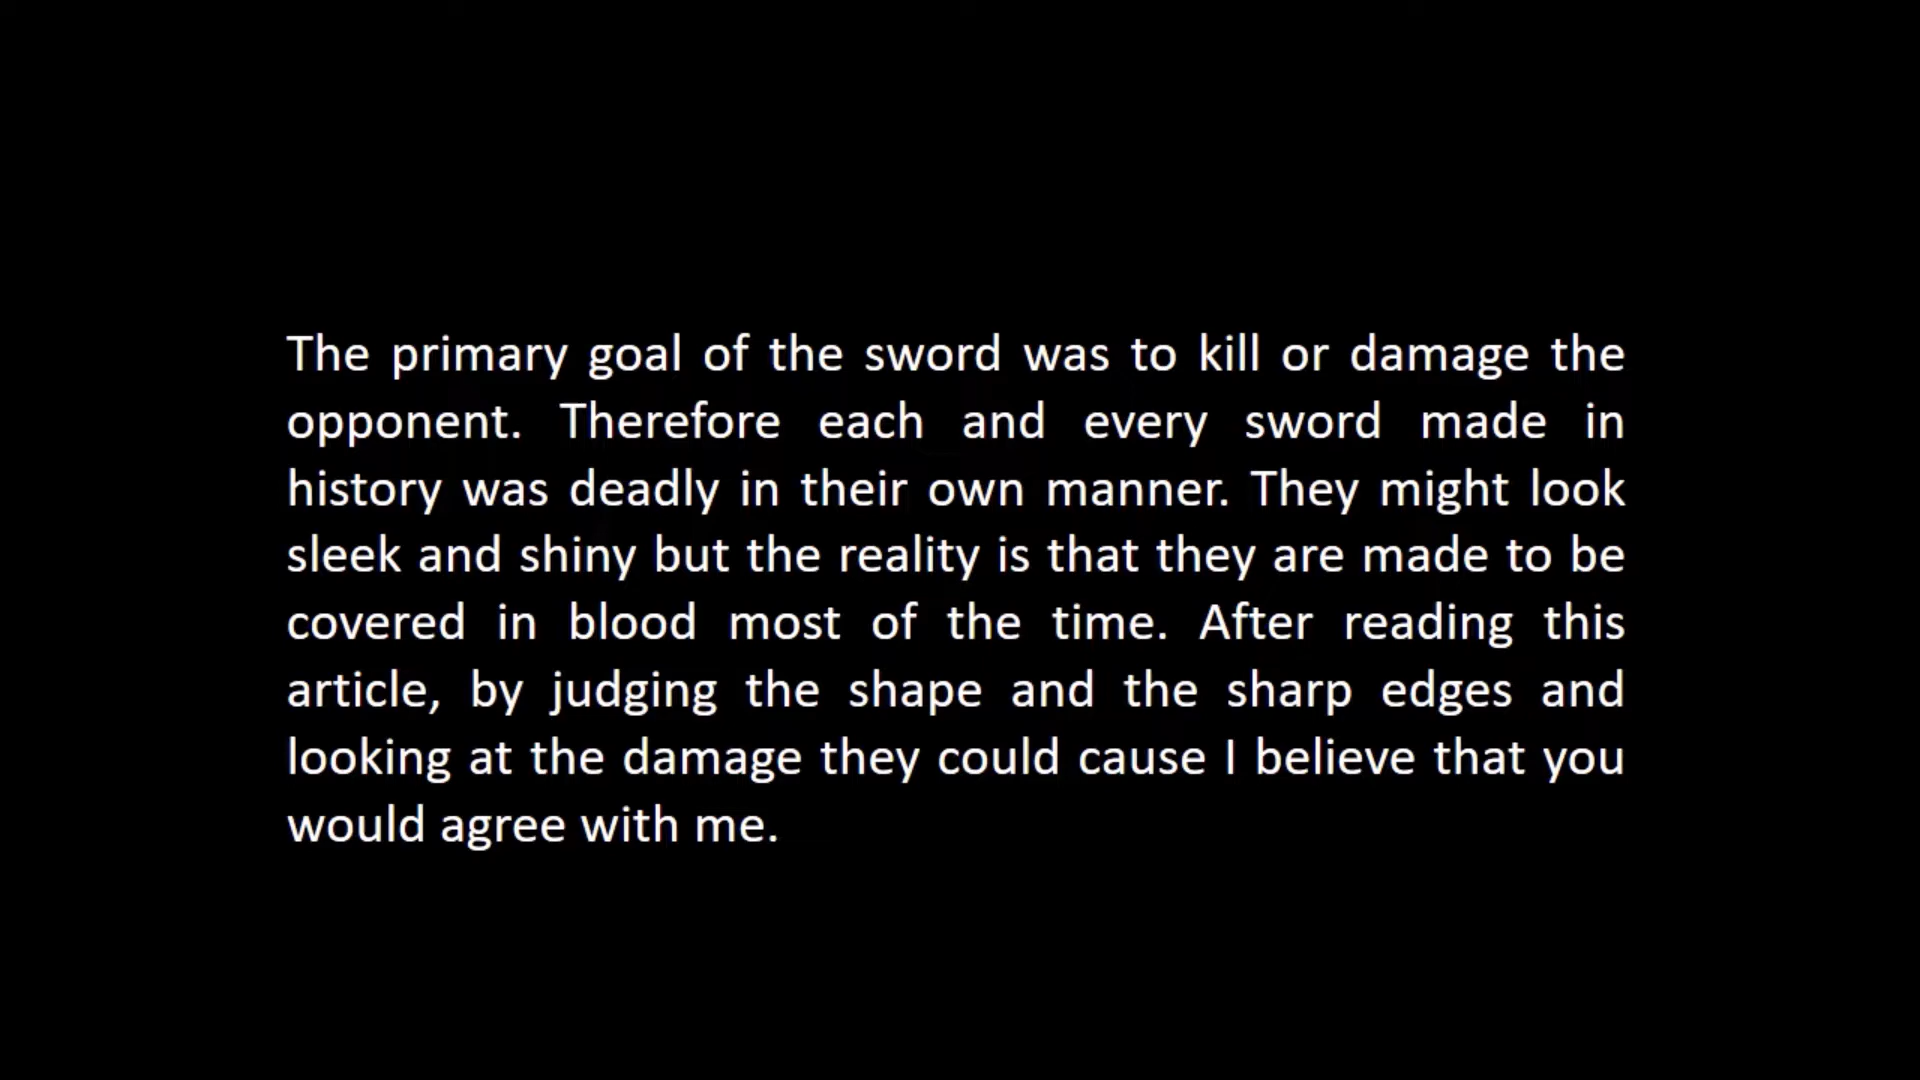 The primary goal of the sword was to kill or damage the
opponent. Therefore each and every sword made in
history was deadly in their own manner. They might look
sleek and shiny but the reality is that they are made to be
covered in blood most of the time. After reading this
article, by judging the shape and the sharp edges and
looking at the damage they could cause I believe that you
would agree with me.